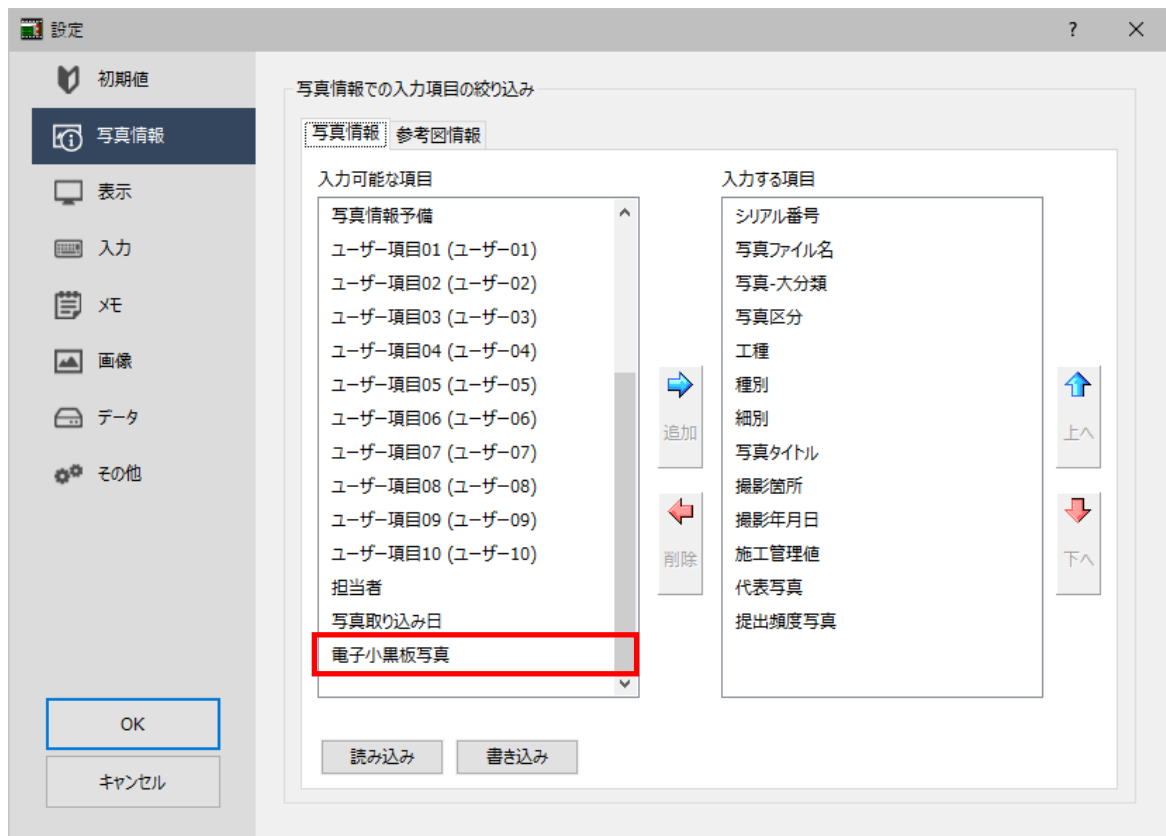 設定
?
初期値
写真情報
表示
入力
メモ
画像
データ
その他
OK
キャンセル
写真情報での入力項目の絞り込み
写真情報
参考図情報
入力可能な項目
写真情報予備
ユーザー項目01 (ユーザー01)
ユーザー項目02 (ユーザー02)
ユーザー項目03 (ユーザー03)
ユーザー項目04 (ユーザー04)
ユーザー項目05 (ユーザー05)
ユーザー項目06 (ユーザー06)
ユーザー項目07 (ユーザー07)
ユーザー項目08 (ユーザー08)
ユーザー項目09 (ユーザー09)
ユーザー項目10 (ユーザー10)
担当者
写真取り込み日
電子小黒板写真
追加
削除
入力する項目
シリアル番号
写真ファイル名
写真-大分類
写真区分
工種
種別
細別
写真タイトル
撮影箇所
撮影年月日
施工管理値
代表写真
提出頻度写真
上へ
下へ
読み込み
書き込み